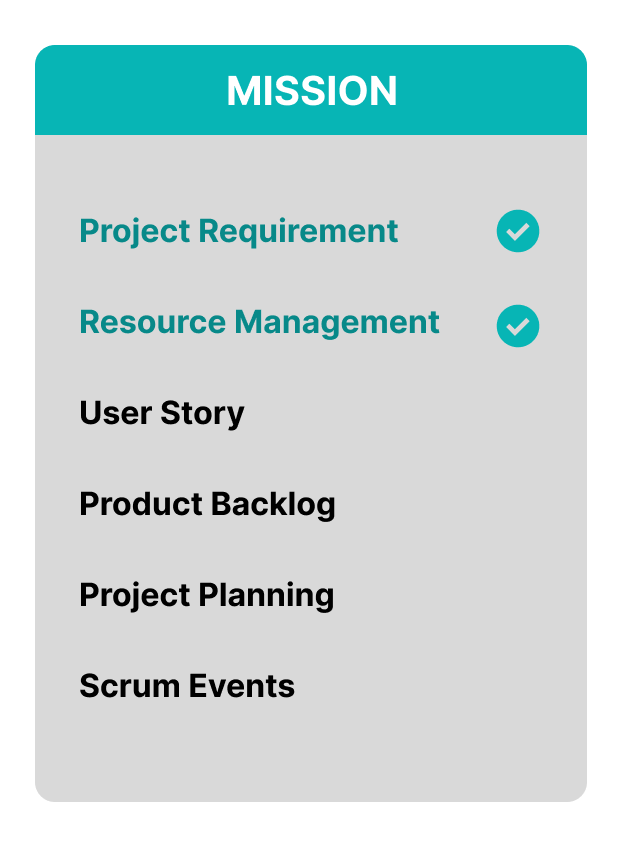 MISSION
Project Requirement
Resource Management
User Story
Product Backlog
Project Planning
Scrum Events